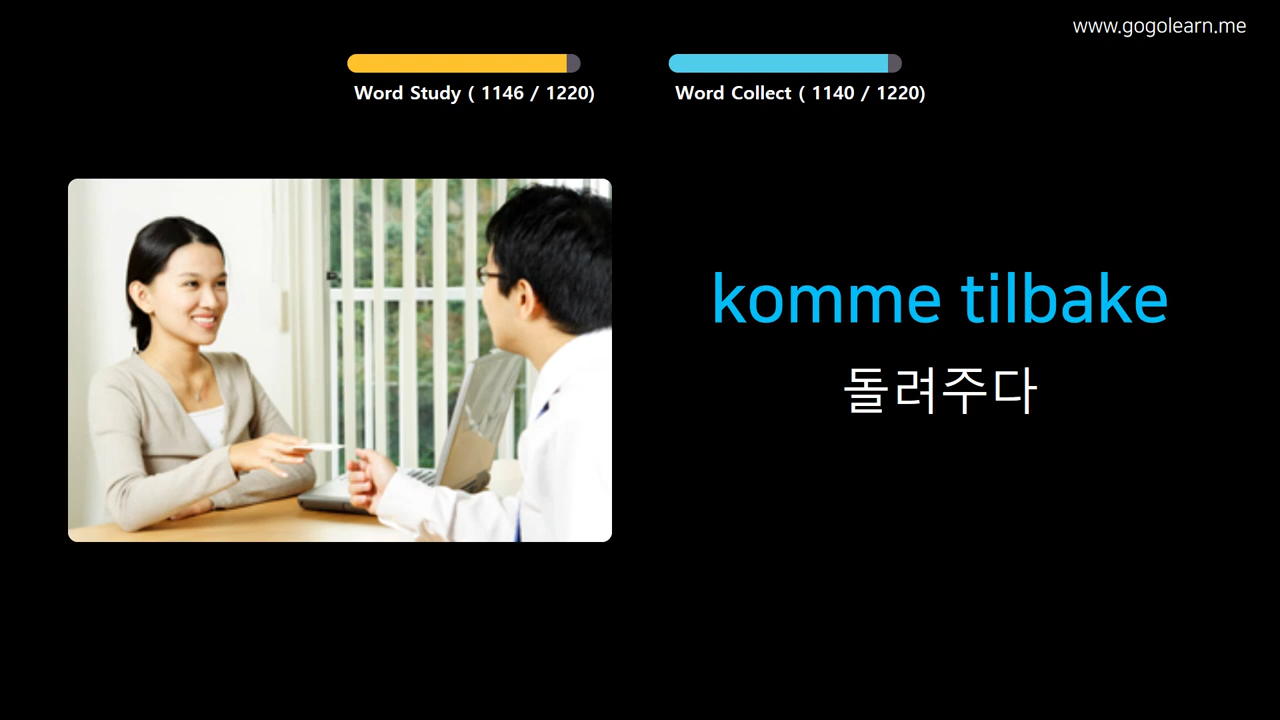 www.gogolearn.me
Word Study ( 1146 / 1220)
Word Collect ( 1140 / 1220)
komme tilbake
돌려주다